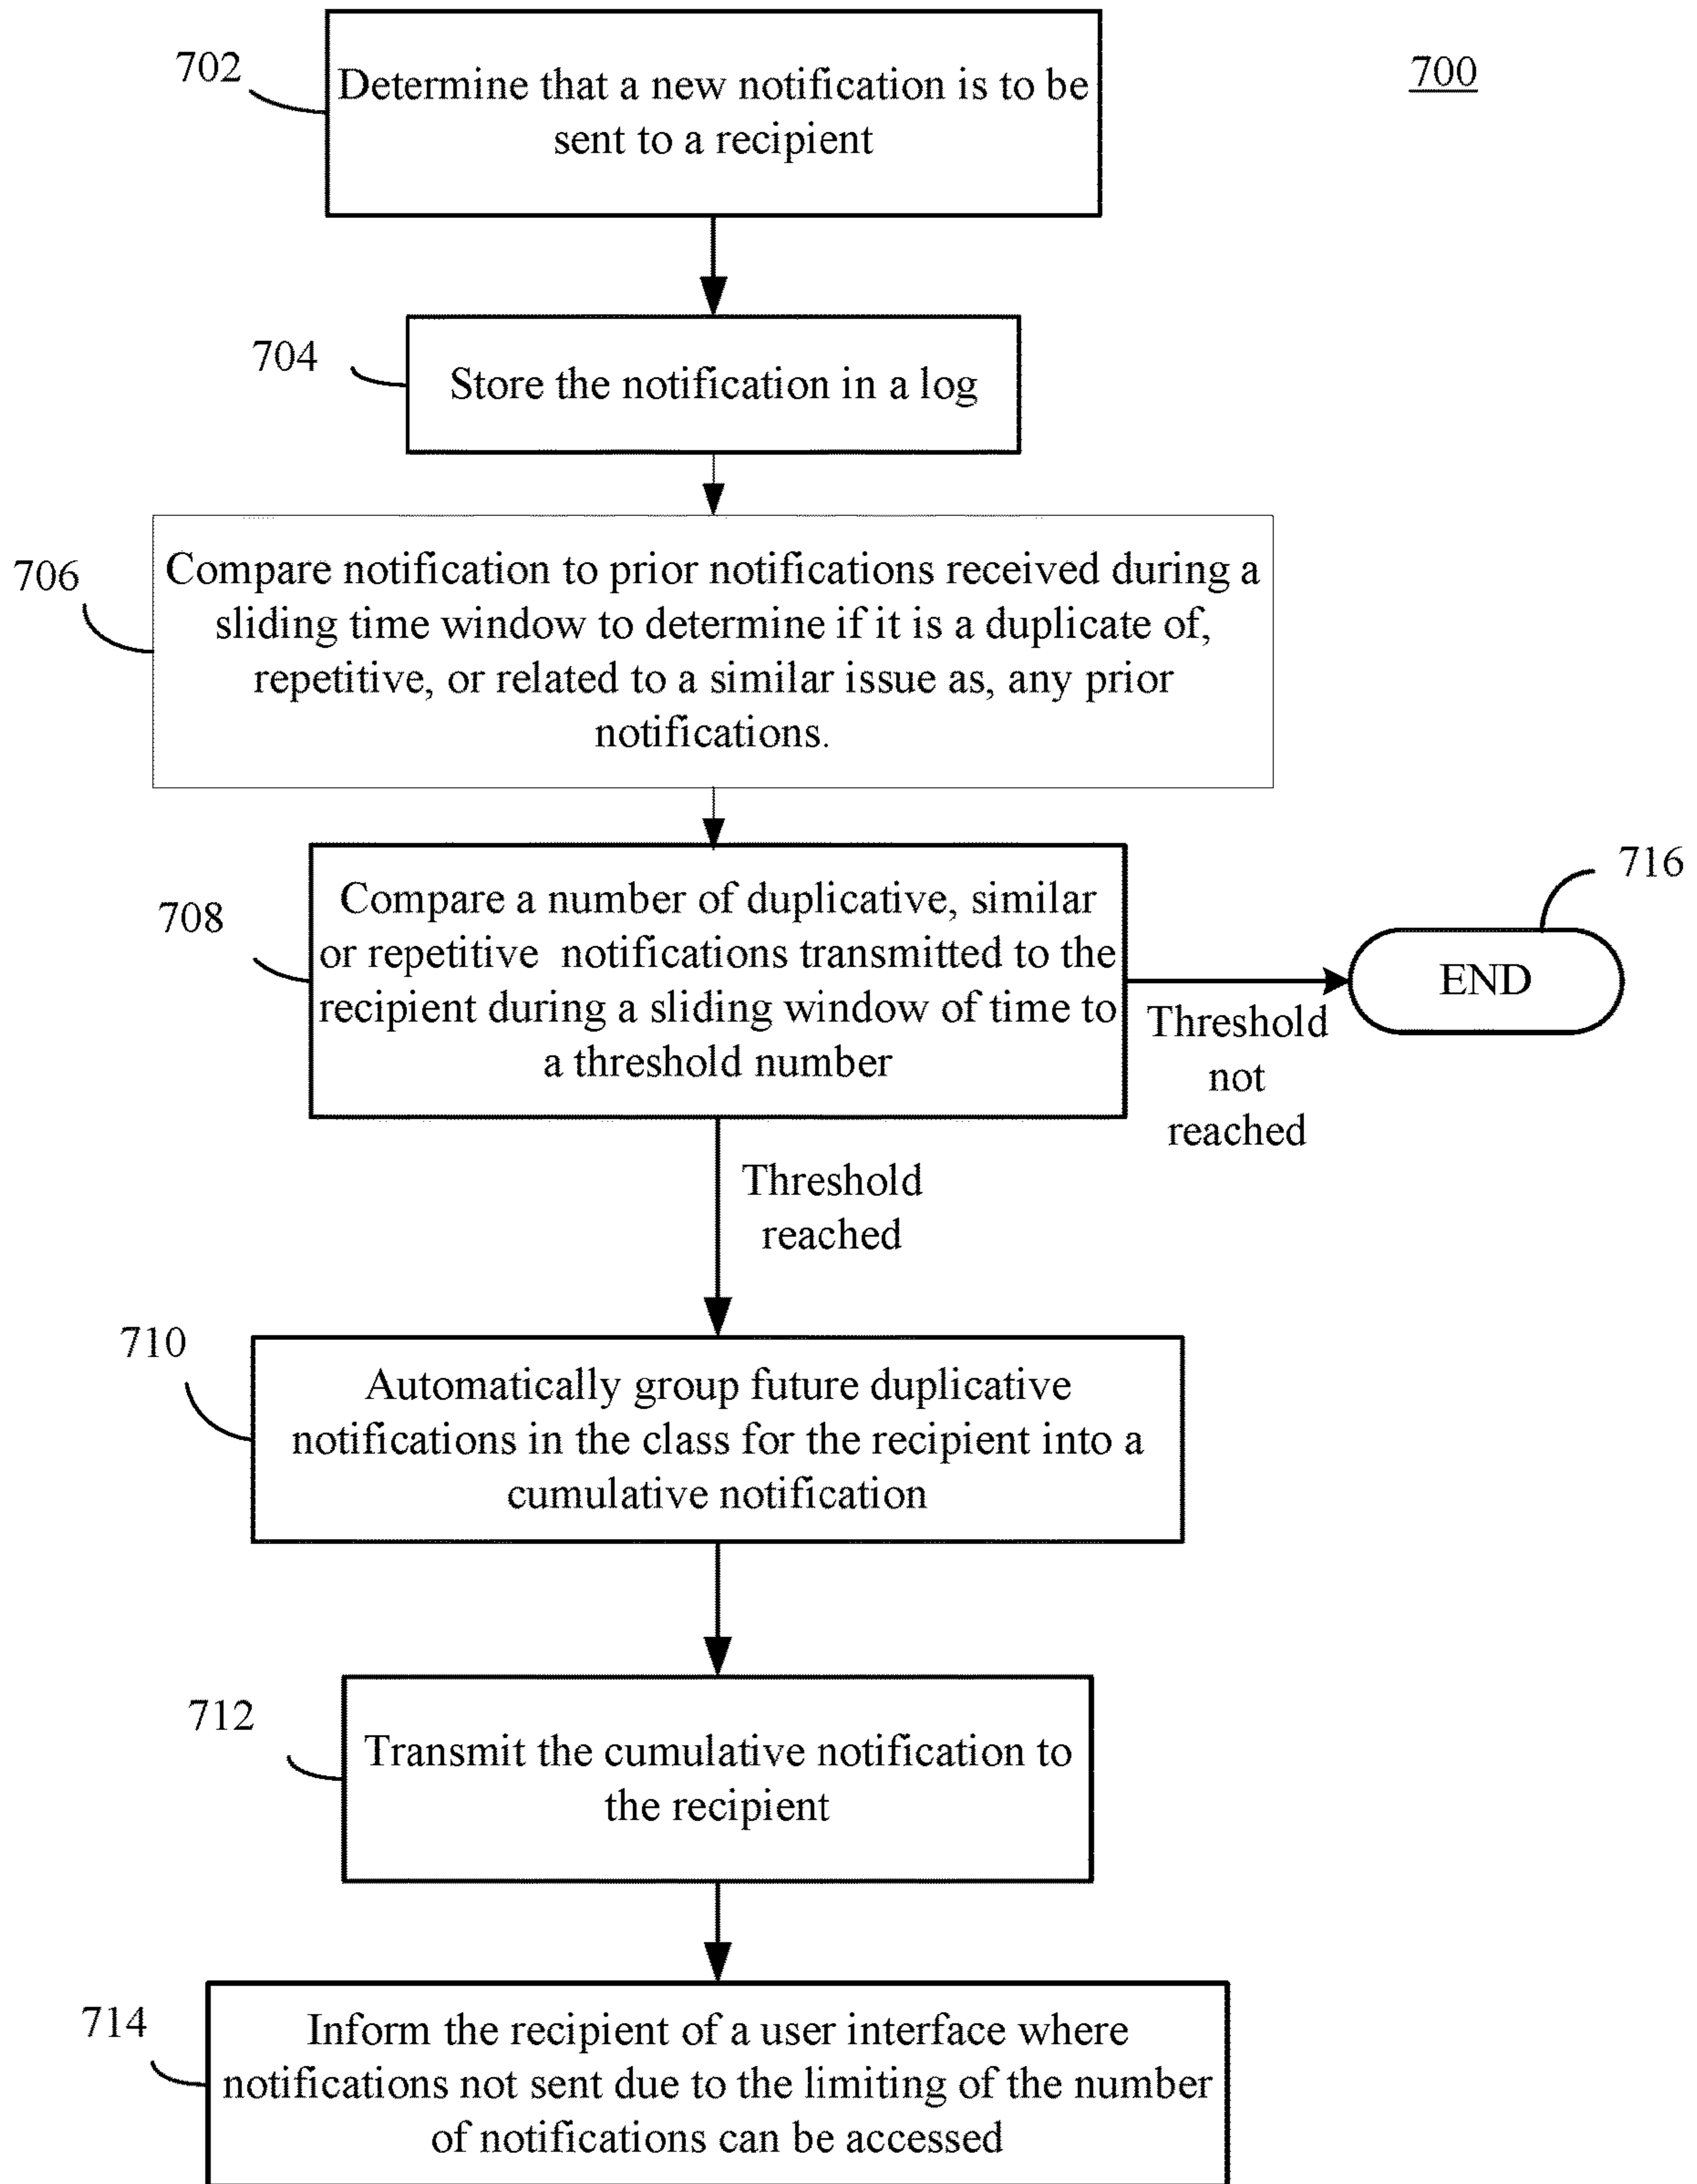 700
702
Determine that a new notification is to be
sent to a recipient
704
Store the notification in a log
706
Compare notification to prior notifications received during a
sliding time window to determine if it is a duplicate of,
repetitive, or related to a similar issue as, any prior
notifications.
708
Compare a number of duplicative, similar
or repetitive notifications transmitted to the
recipient during a sliding window of time to
a threshold number
716
END
Threshold
not
reached
Threshold
reached
710
Automatically group future duplicative
notifications in the class for the recipient into a
cumulative notification
712
Transmit the cumulative notification to
the recipient
714
Inform the recipient of a user interface where
notifications not sent due to the limiting of the number
of notifications can be accessed